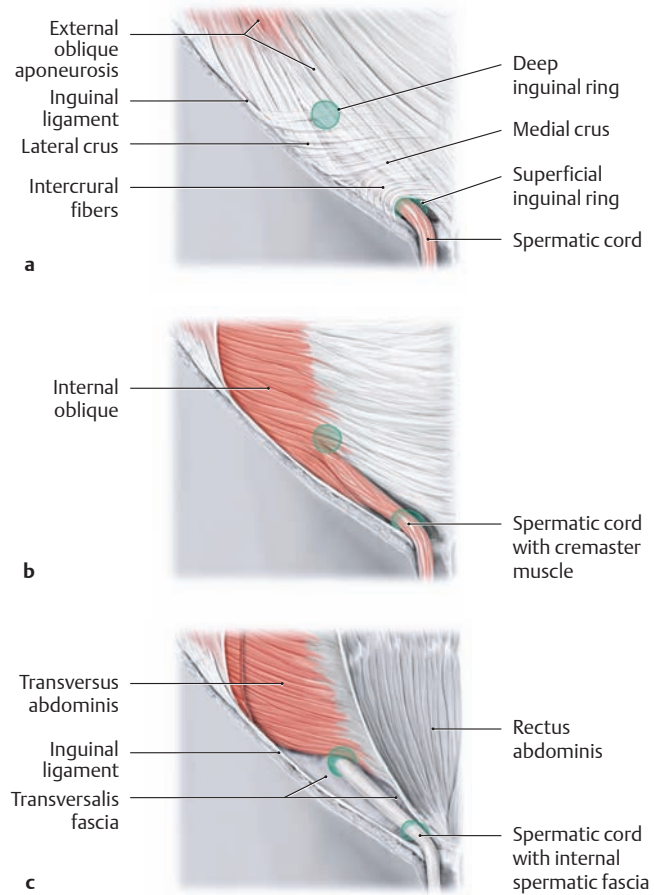 External
oblique
aponeurosis
Inguinal
ligament
Lateral crus
Intercrural
fibers
Deep
inguinal ring
Medial crus
Superficial
inguinal ring
Spermatic cord
a
Internal
oblique
Spermatic cord
with cremaster
muscle
b
Transversus
abdominis
Inguinal
ligament
Transversalis
fascia
Rectus
abdominis
Spermatic cord
with internal
spermatic fascia
c